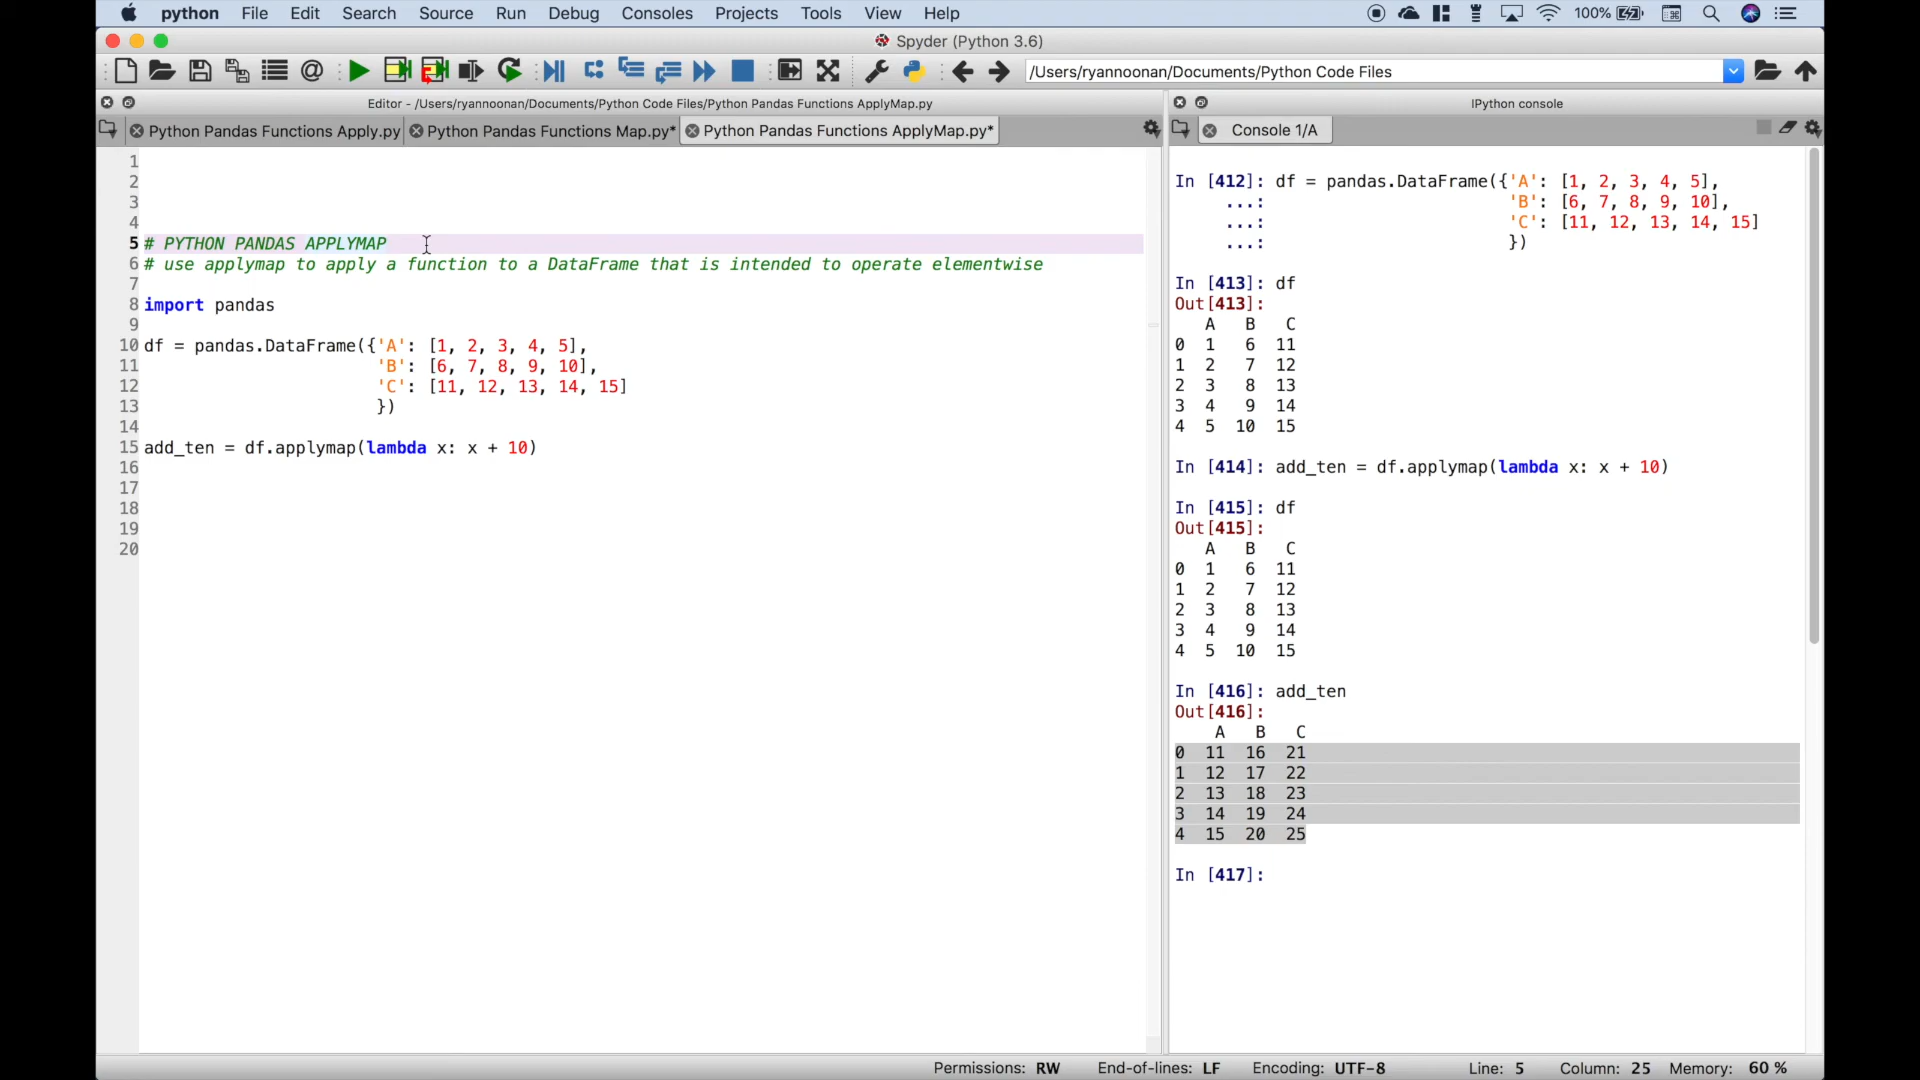 python File Edit Search Source Run Debug Consoles Projects Tools View Help 100%
Spyder (Python 3.6)
/Users/ryannoonan/Documents/Python Code Files
Editor - /Users/ryannoonan/Documents/Python Code Files/Python Pandas Functions ApplyMap.py
Python Pandas Functions Apply.py Python Pandas Functions Map.py* Python Pandas Functions ApplyMap.py*
1
2
3
4
5 # PYTHON PANDAS APPLYMAP
6 # use applymap to apply a function to a DataFrame that is intended to operate elementwise
7
8 import pandas
9
10 df = pandas.DataFrame({'A': [1, 2, 3, 4, 5],
11 'B': [6, 7, 8, 9, 10],
12 'C': [11, 12, 13, 14, 15]
13 })
14
15 add_ten = df.applymap(lambda x: x + 10)
16
17
18
19
20
IPython console
Console 1/A
In [412]: df = pandas.DataFrame({'A': [1, 2, 3, 4, 5],
...: 'B': [6, 7, 8, 9, 10],
...: 'C': [11, 12, 13, 14, 15]
...: })
In [413]: df
Out[413]:
A B C
0 1 6 11
1 2 7 12
2 3 8 13
3 4 9 14
4 5 10 15
In [414]: add_ten = df.applymap(lambda x: x + 10)
In [415]: df
Out[415]:
A B C
0 1 6 11
1 2 7 12
2 3 8 13
3 4 9 14
4 5 10 15
In [416]: add_ten
Out[416]:
A B C
0 11 16 21
1 12 17 22
2 13 18 23
3 14 19 24
4 15 20 25
In [417]:
Permissions: RW End-of-lines: LF Encoding: UTF-8 Line: 5 Column: 25 Memory: 60 %